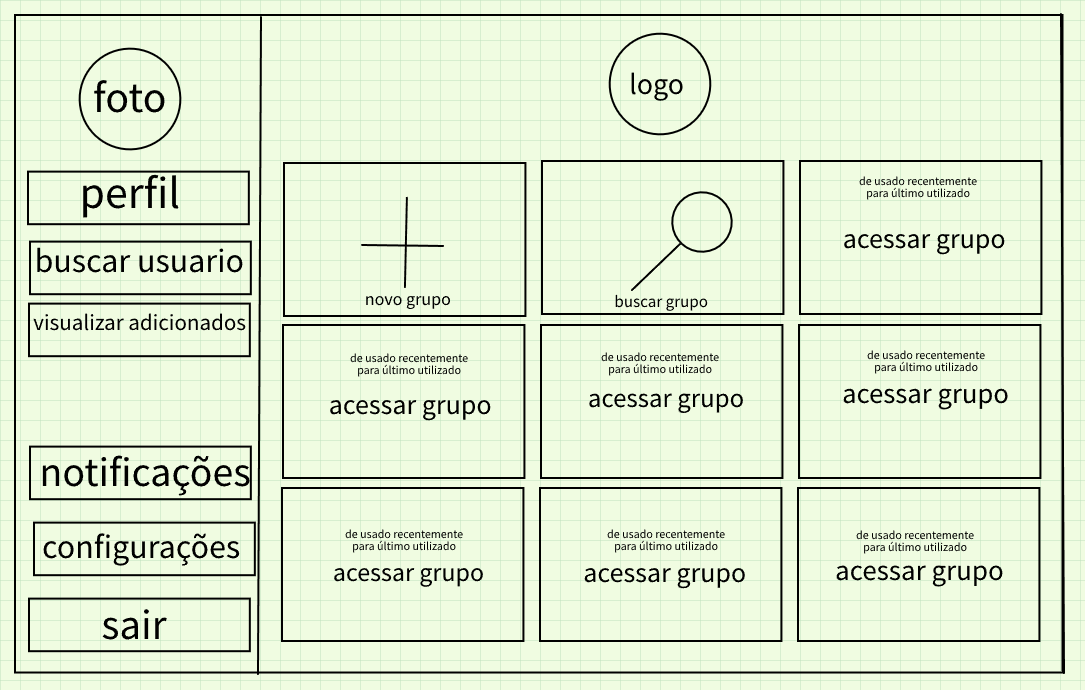 foto
perfil
buscar usuario
visualizar adicionados
notificações
configurações
sair
logo
novo grupo
buscar grupo
de usado recentemente
para último utilizado
acessar grupo
de usado recentemente
para último utilizado
acessar grupo
de usado recentemente
para último utilizado
acessar grupo
de usado recentemente
para último utilizado
acessar grupo
de usado recentemente
para último utilizado
acessar grupo
de usado recentemente
para último utilizado
acessar grupo
de usado recentemente
para último utilizado
acessar grupo